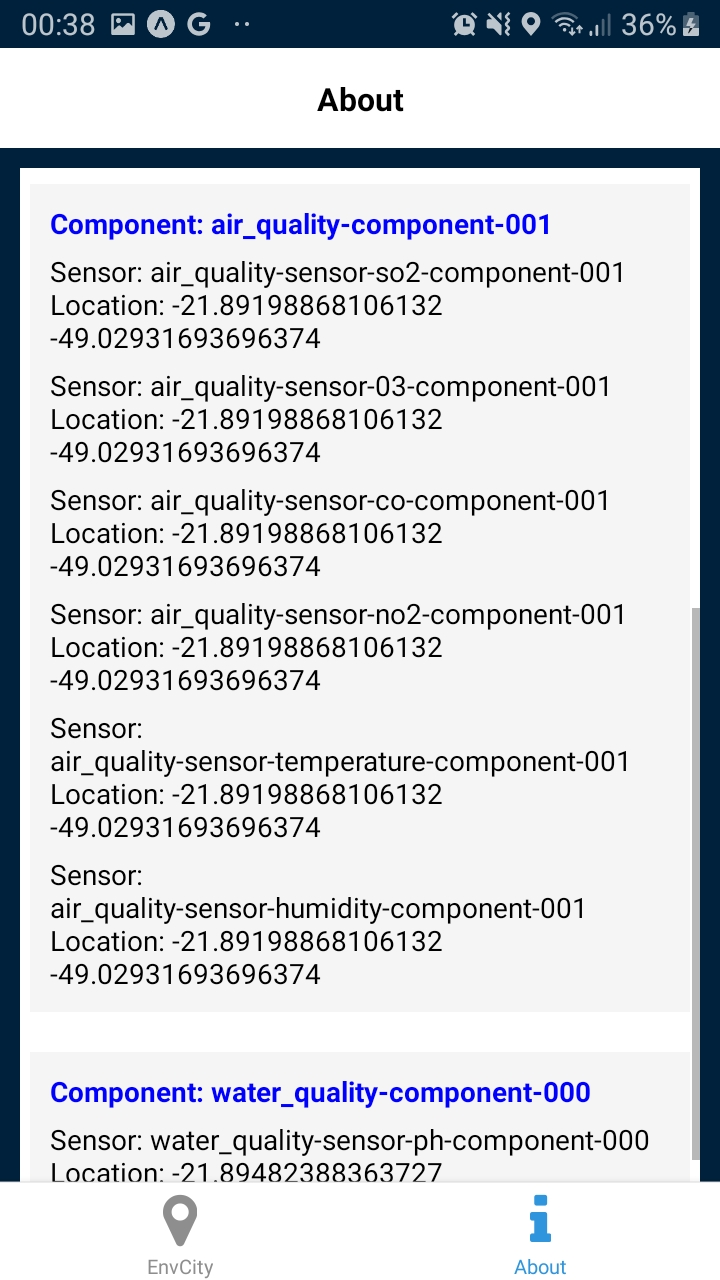 00:38
36%
About
Component: air_quality-component-001
Sensor: air_quality-sensor-so2-component-001
Location: -21.89198868106132
-49.02931693696374
Sensor: air_quality-sensor-03-component-001
Location: -21.89198868106132
-49.02931693696374
Sensor: air_quality-sensor-co-component-001
Location: -21.89198868106132
-49.02931693696374
Sensor: air_quality-sensor-no2-component-001
Location: -21.89198868106132
-49.02931693696374
Sensor:
air_quality-sensor-temperature-component-001
Location: -21.89198868106132
-49.02931693696374
Sensor:
air_quality-sensor-humidity-component-001
Location: -21.89198868106132
-49.02931693696374
Component: water_quality-component-000
Sensor: water_quality-sensor-ph-component-000
Location: -21.89482388363727
EnvCity
About